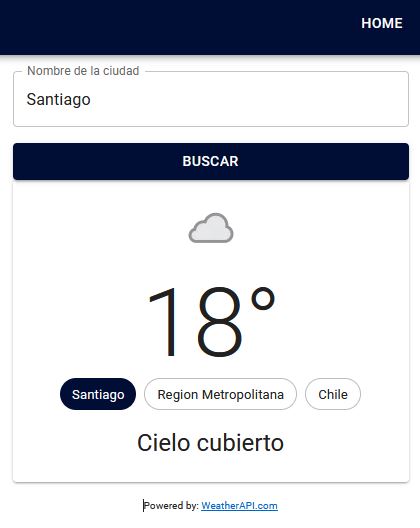 HOME
Nombre de la ciudad
Santiago
BUSCAR
18°
Santiago Region Metropolitana Chile
Cielo cubierto
Powered by: WeatherAPI.com